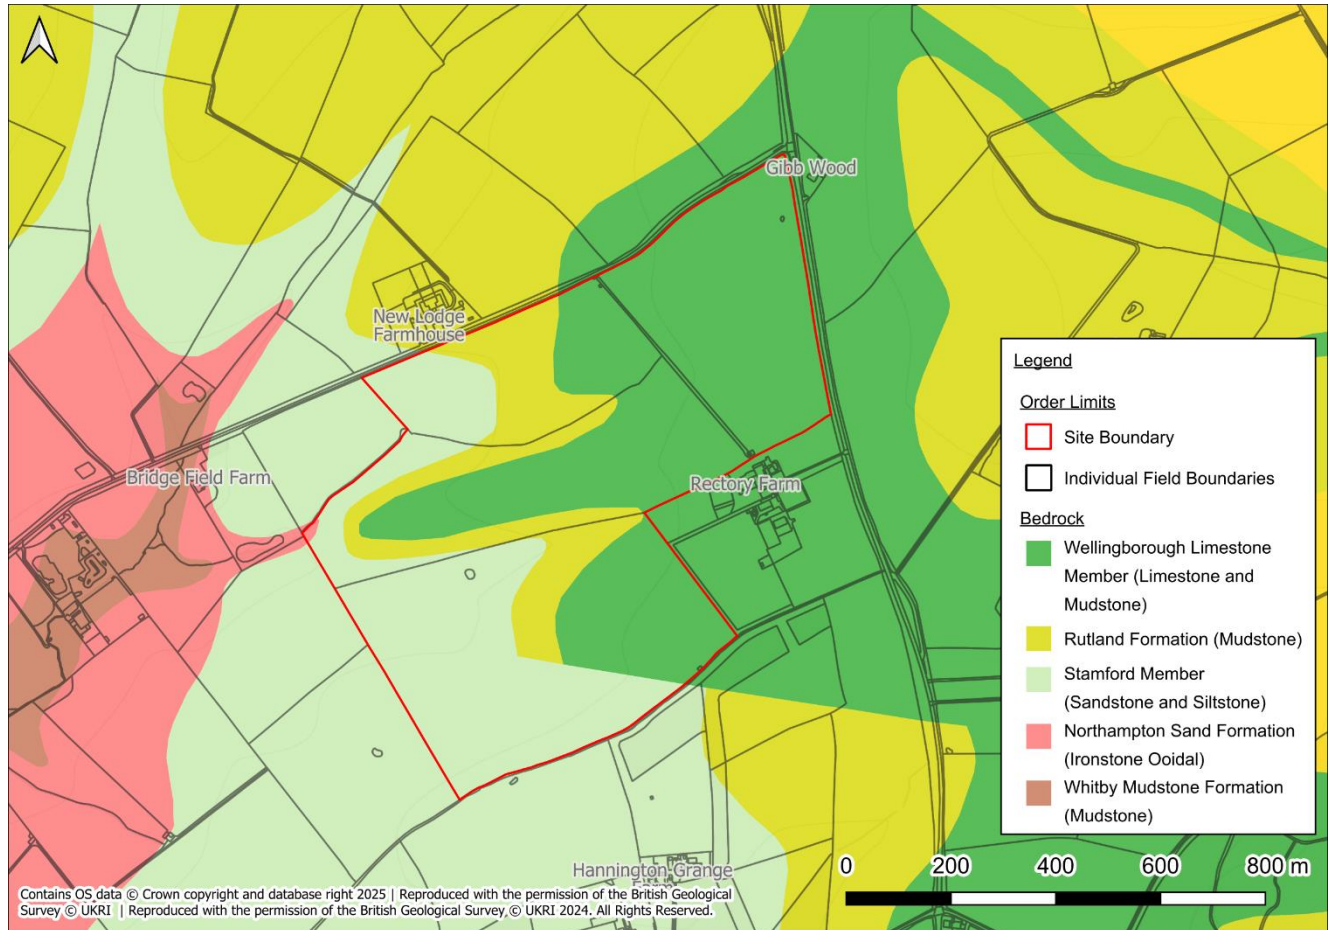 Gibb Wood
New Lodge
Farmhouse
Bridge Field Farm
Rectory Farm
Hannington Grange
Legend
Order Limits
Site Boundary
Individual Field Boundaries
Bedrock
Wellingborough Limestone
Member (Limestone and
Mudstone)
Rutland Formation (Mudstone)
Stamford Member
(Sandstone and Siltstone)
Northampton Sand Formation
(Ironstone Ooidal)
Whitby Mudstone Formation
(Mudstone)
0 200 400 600 800 m
Contains OS data © Crown copyright and database right 2025 | Reproduced with the permission of the British Geological
Survey © UKRI | Reproduced with the permission of the British Geological Survey © UKRI 2024. All Rights Reserved.